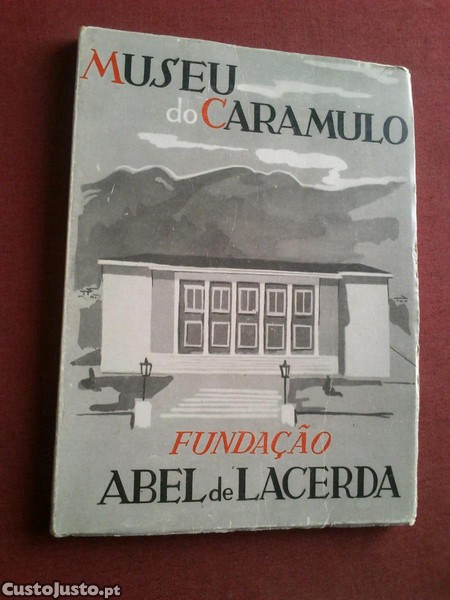 MUSEU
do CARAMULO
FUNDAÇÃO
ABEL de LACERDA
CustoJusto.pt